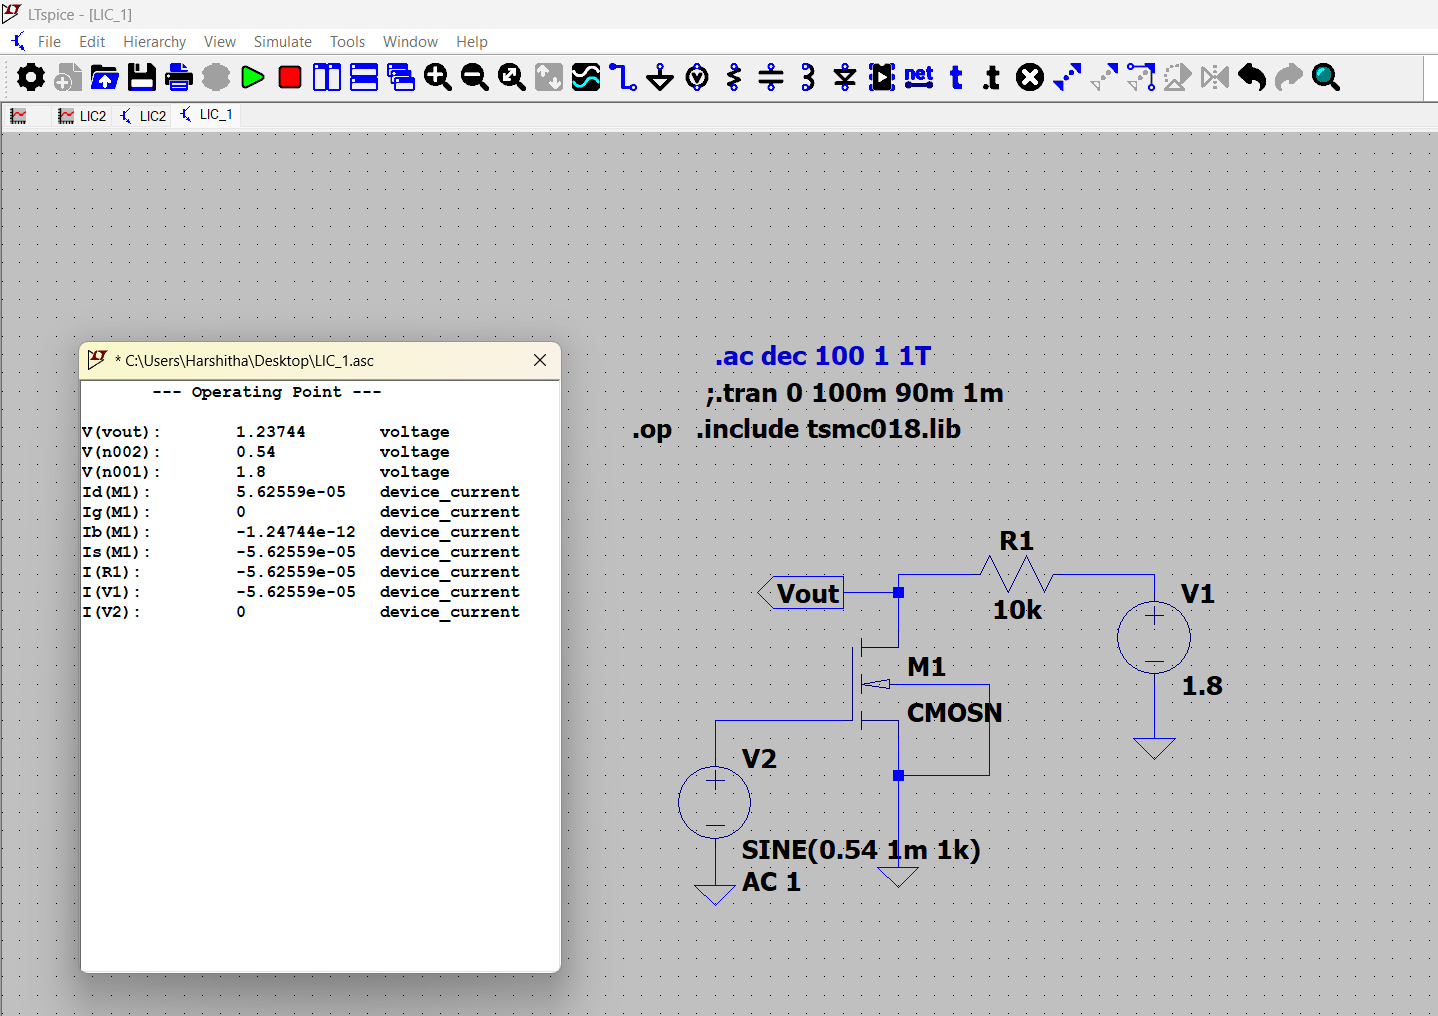 LTspice - [LIC_1]
File Edit Hierarchy View Simulate Tools Window Help
net t .t
LIC2 LIC2 LIC_1
* C:\Users\Harshitha\Desktop\LIC_1.asc
--- Operating Point ---
V(vout): 1.23744 voltage
V(n002): 0.54 voltage
V(n001): 1.8 voltage
Id(M1): 5.62559e-05 device_current
Ig(M1): 0 device_current
Ib(M1): -1.24744e-12 device_current
Is(M1): -5.62559e-05 device_current
I(R1): -5.62559e-05 device_current
I(V1): -5.62559e-05 device_current
I(V2): 0 device_current
.ac dec 100 1 1T
;.tran 0 100m 90m 1m
.op .include tsmc018.lib
R1
10k
Vout
V1
1.8
M1
CMOSN
V2
SINE(0.54 1m 1k)
AC 1